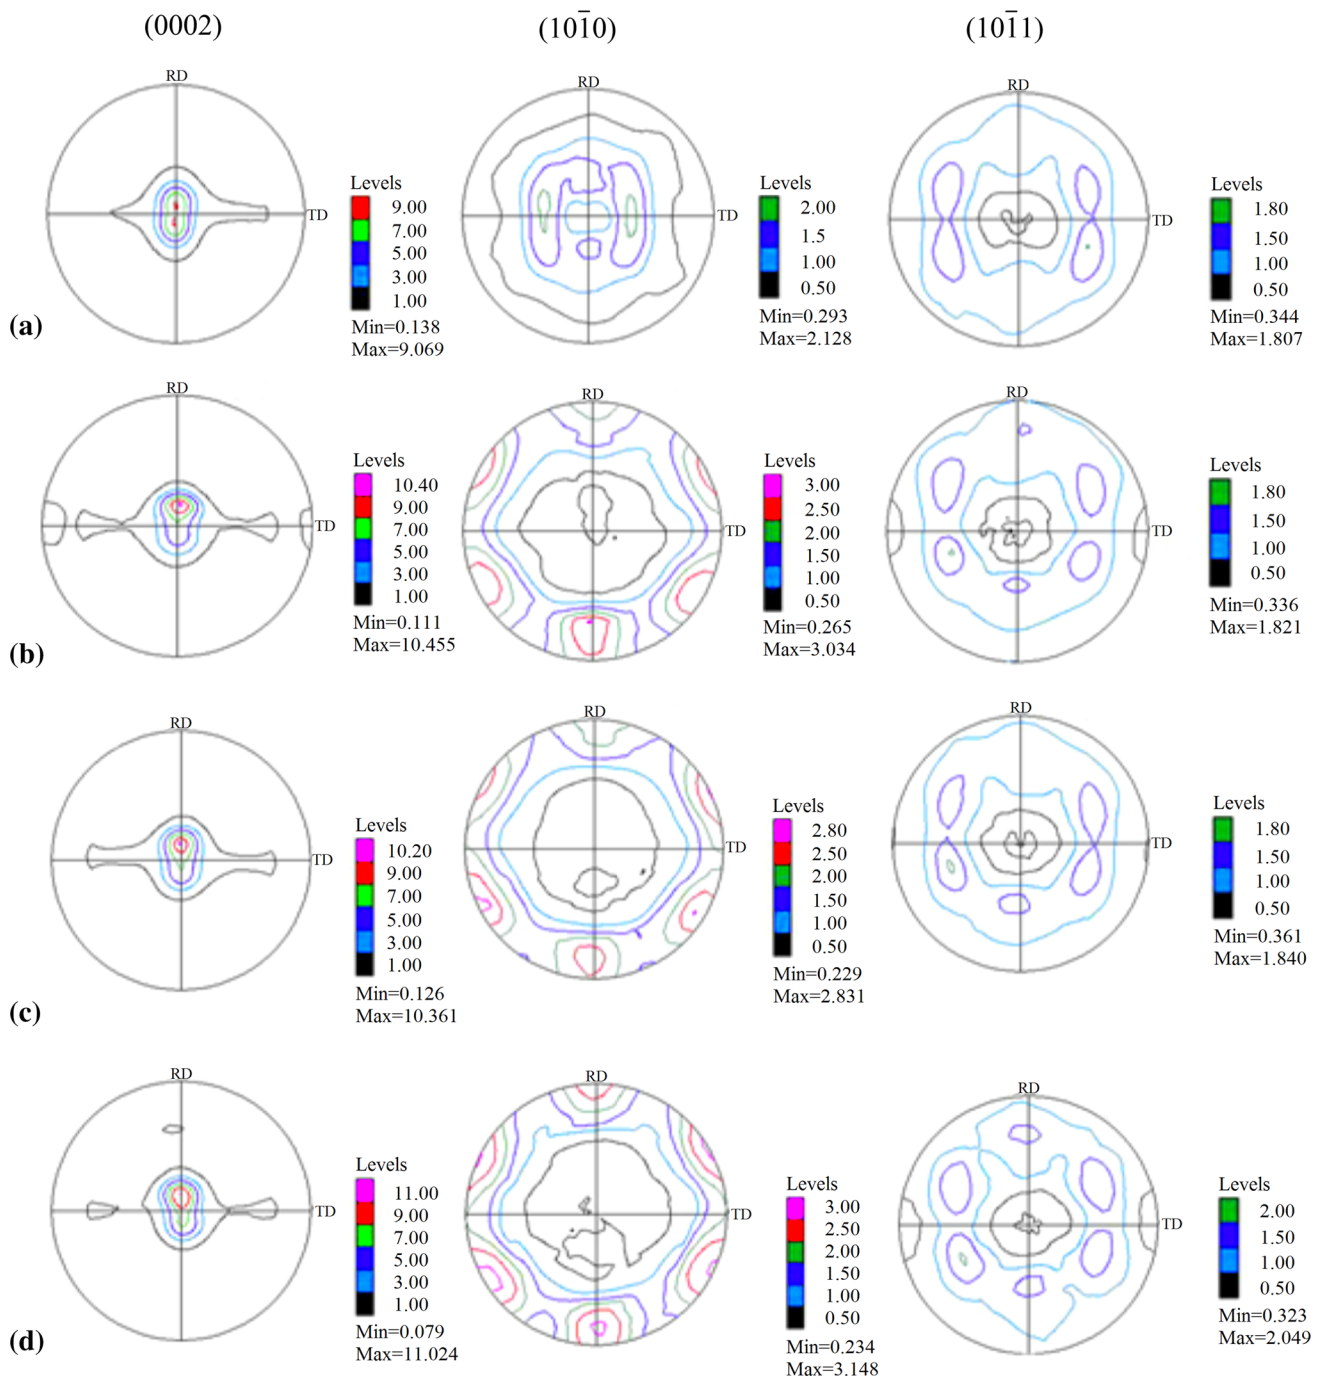 (0002)
(10̅10)
(10̅11)
RD
TD
Levels
9.00
7.00
5.00
3.00
1.00
Min=0.138
Max=9.069
RD
TD
Levels
2.00
1.5
1.00
0.50
Min=0.293
Max=2.128
RD
Levels
1.80
1.50
1.00
0.50
Min=0.344
Max=1.807
(a)
RD
TD
Levels
10.40
9.00
7.00
5.00
3.00
1.00
Min=0.111
Max=10.455
RD
TD
Levels
3.00
2.50
2.00
1.50
1.00
0.50
Min=0.265
Max=3.034
RD
TD
Levels
1.80
1.50
1.00
0.50
Min=0.336
Max=1.821
(b)
RD
TD
Levels
10.20
9.00
7.00
5.00
3.00
1.00
Min=0.126
Max=10.361
RD
TD
Levels
2.80
2.50
2.00
1.50
1.00
0.50
Min=0.229
Max=2.831
RD
TD
Levels
1.80
1.50
1.00
0.50
Min=0.361
Max=1.840
(c)
RD
TD
Levels
11.00
9.00
7.00
5.00
3.00
1.00
Min=0.079
Max=11.024
RD
TD
Levels
3.00
2.50
2.00
1.50
1.00
0.50
Min=0.234
Max=3.148
RD
TD
Levels
2.00
1.50
1.00
0.50
Min=0.323
Max=2.049
(d)